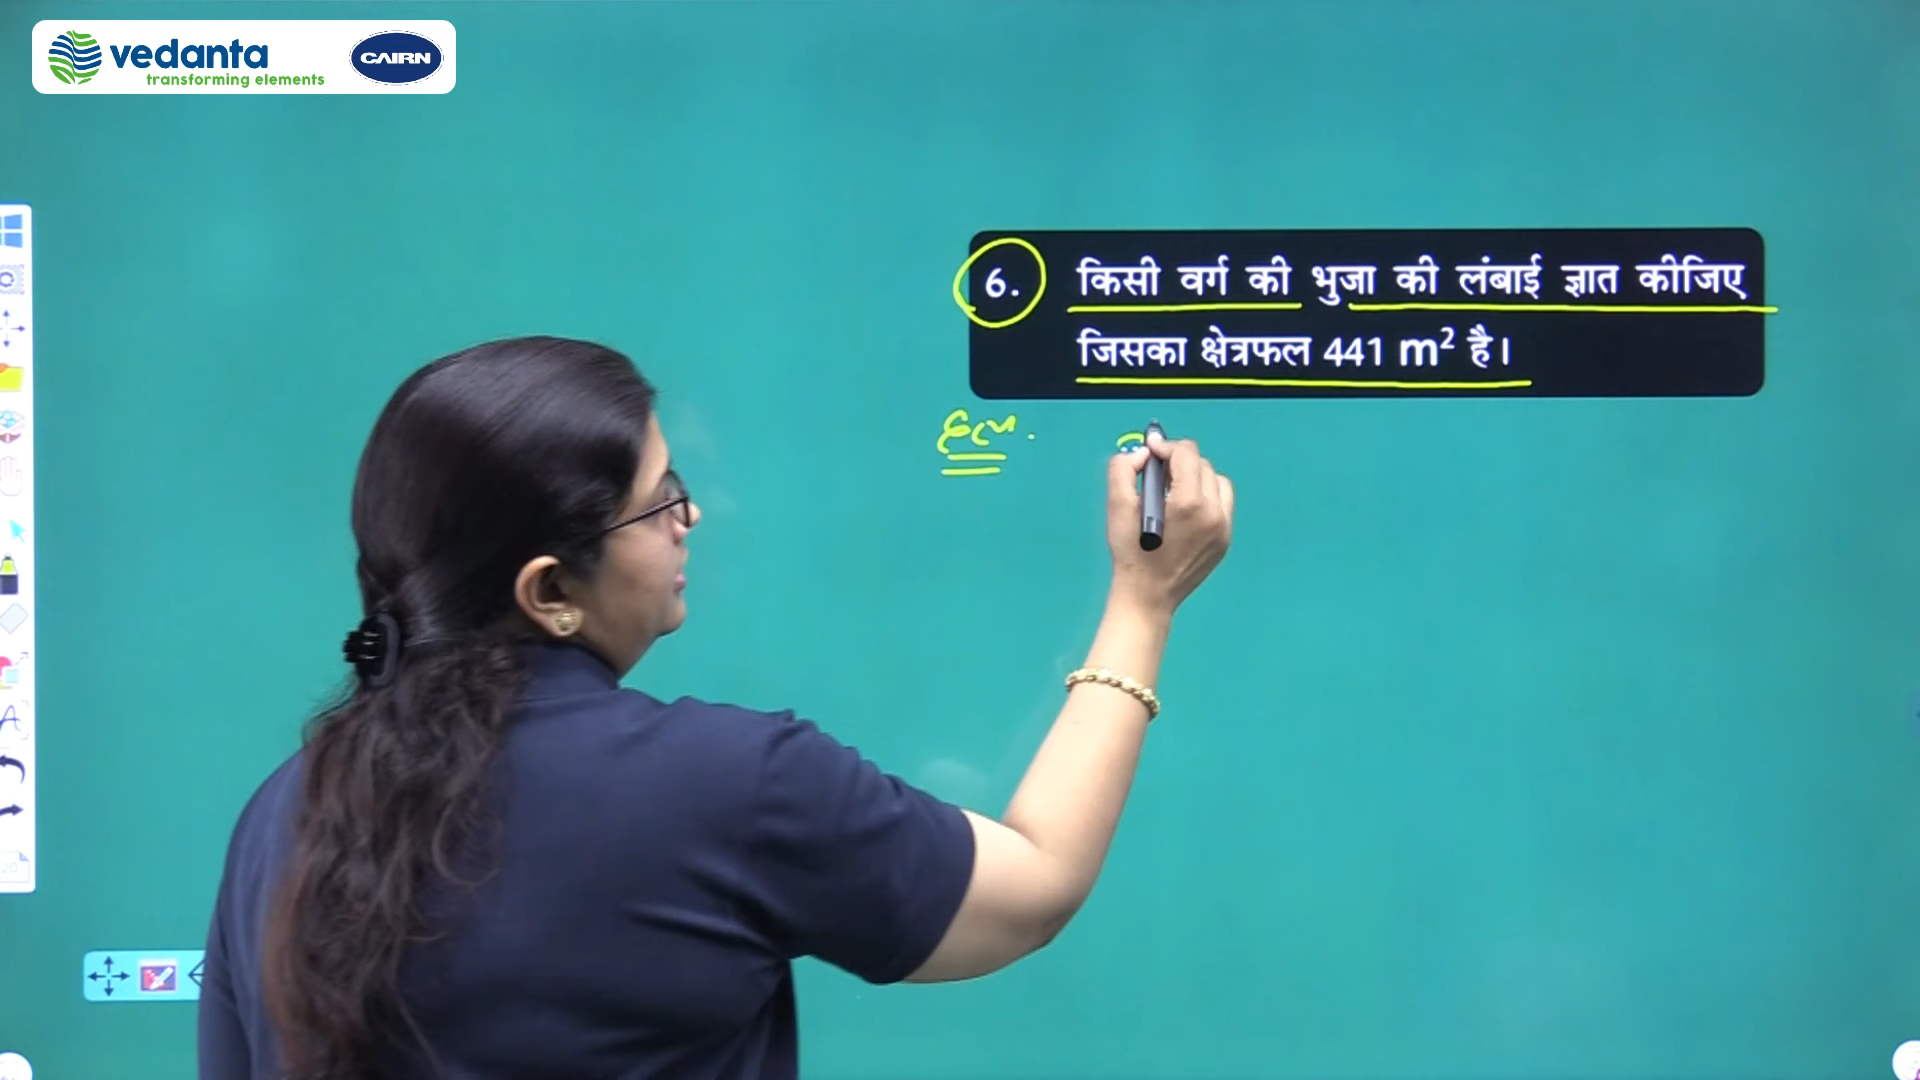 vedanta
transforming elements
CAIRN
6. किसी वर्ग की भुजा की लंबाई ज्ञात कीजिए
जिसका क्षेत्रफल 441 m² है।
हल.